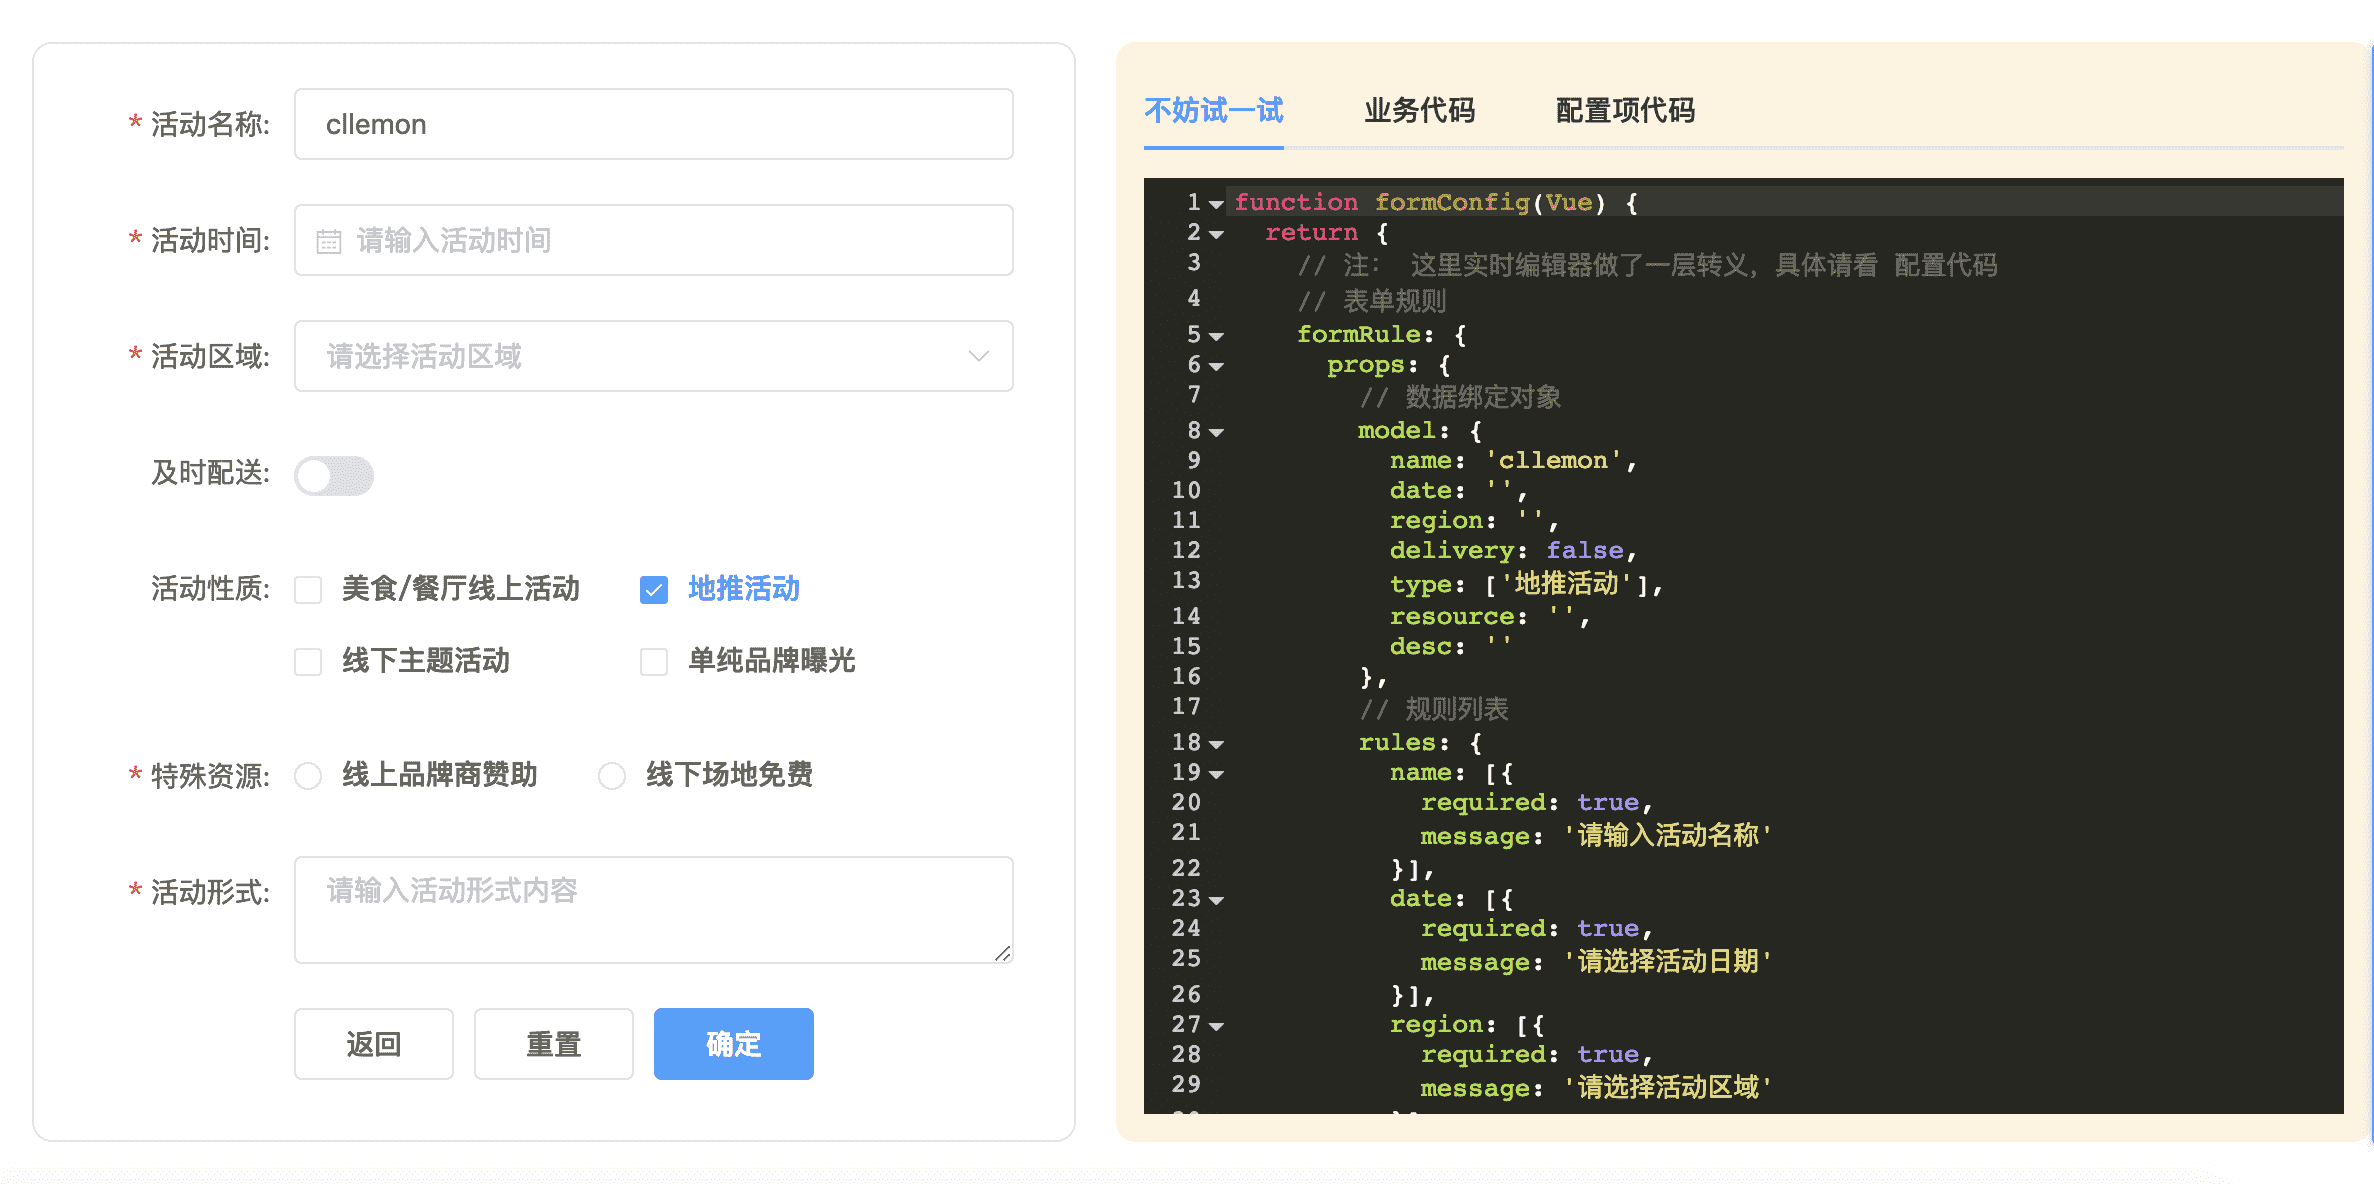 * 活动名称: cllemon
* 活动时间: 请输入活动时间
* 活动区域: 请选择活动区域
及时配送:
活动性质: 美食/餐厅线上活动 地推活动
线下主题活动 单纯品牌曝光
* 特殊资源: 线上品牌商赞助 线下场地免费
* 活动形式: 请输入活动形式内容
返回 重置 确定
不妨试一试 业务代码 配置项代码
1 function formConfig(Vue) {
2 return {
3 // 注: 这里实时编辑器做了一层转义，具体请看 配置代码
4 // 表单规则
5 formRule: {
6 props: {
7 // 数据绑定对象
8 model: {
9 name: 'cllemon',
10 date: '',
11 region: '',
12 delivery: false,
13 type: ['地推活动'],
14 resource: '',
15 desc: ''
16 },
17 // 规则列表
18 rules: {
19 name: [{
20 required: true,
21 message: '请输入活动名称'
22 }],
23 date: [{
24 required: true,
25 message: '请选择活动日期'
26 }],
27 region: [{
28 required: true,
29 message: '请选择活动区域'